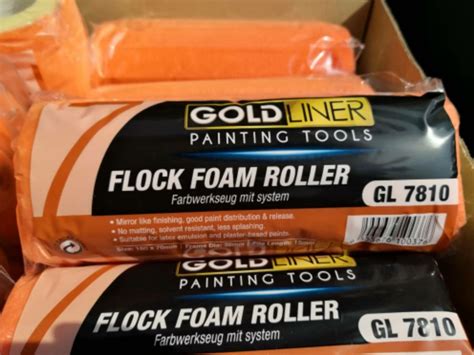 GOLDLINER
PAINTING TOOLS
FLOCK FOAM ROLLER
Farbwerkseug mit system
GL 7810
• Mirror like finishing, good paint distribution & release.
• No matting, solvent resistant, less splashing.
• Suitable for latex emulsion and plaster based paints.
GOLDLINER
PAINTING TOOLS
FLOCK FOAM ROLLER
Farbwerkseug mit system
GL 7810